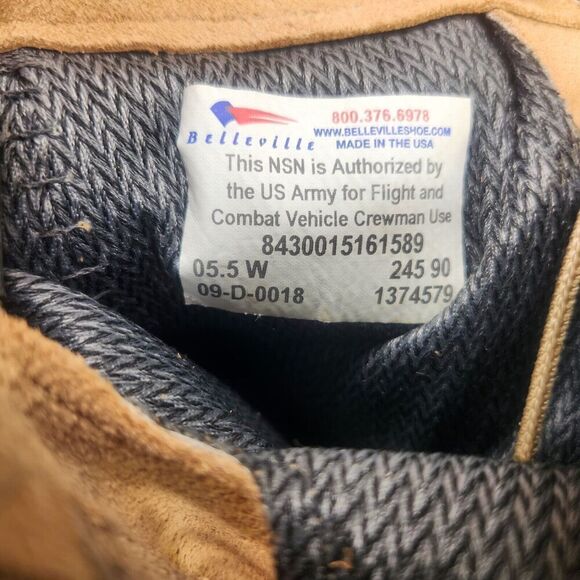 Belleville
800.376.6978
WWW.BELLEVILLESHOE.COM
MADE IN THE USA
This NSN is Authorized by
the US Army for Flight and
Combat Vehicle Crewman Use
8430015161589
05.5 W 245 90
09-D-0018 1374579